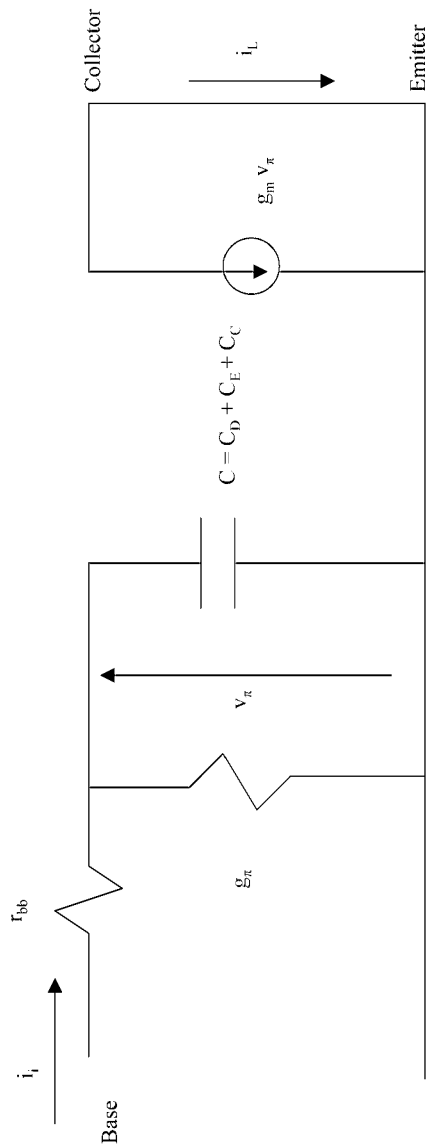 Collector
i_L
Emitter
g_m v_π
C = C_D + C_E + C_C
v_π
g_π
r_bb
i_i
Base